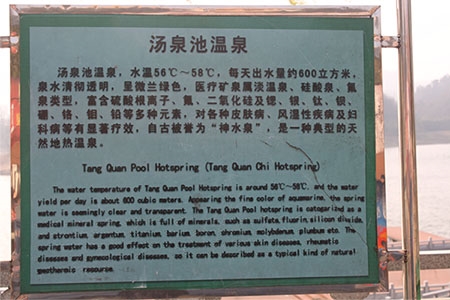 汤泉池温泉
汤泉池温泉，水温56℃～58℃，每天出水量约600立方米，
泉水清彻透明，呈微兰绿色，医疗矿泉属淡温泉、硅酸泉、氟
泉类型，富含硫酸根离子、氟、二氧化硅及锶、银、钛、钡、
硼、铬、钼、铅等多种元素，对各种皮肤病、风湿性疾病及妇
科病等有显著疗效，自古被誉为“神水泉”，是一种典型的天
然地热温泉。
Tang Quan Pool Hotspring (Tang Quan Chi Hotspring)
The water temperature of Tang Quan Pool Hotspring is around 56℃-58℃, and the water
yield per day is about 600 cubic meters. Appearing the fine color of aquamarine, the spring
water is seemingly clear and transparent. The Tang Quan Pool hotspring is catogarizd as a
medical mineral spring, which is full of minerals, such as sulfate, fluorin, silicon dixide,
and strontium, argentum, titanium, barium, boron, chromium, molybdenum, plumbum etc. The
spring water has a good effect on the treatment of various skin diseases, rheumatic
diseases and gynecological diseases, so it can be described as a typical kind of natural
geothermic resourse.